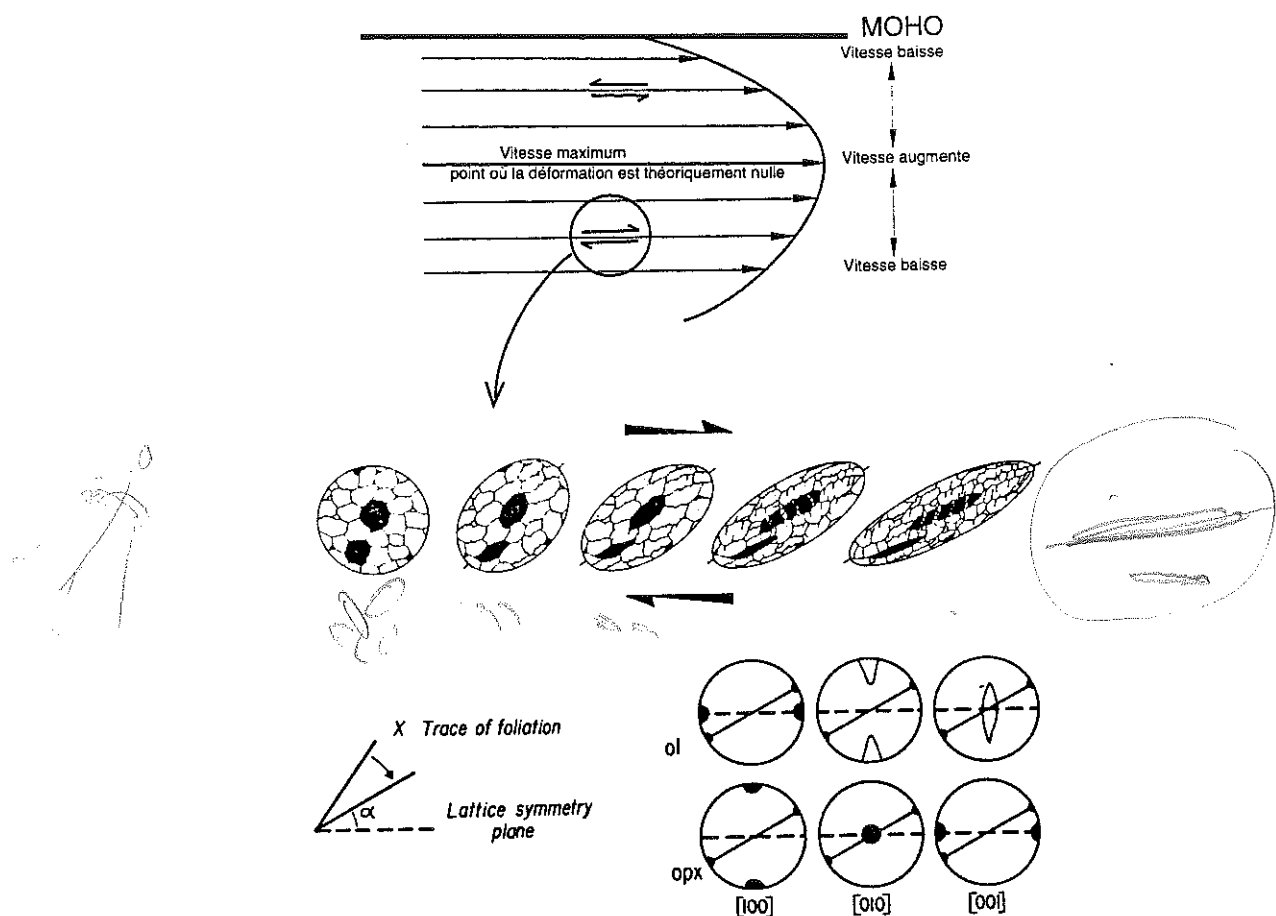 MOHO
Vitesse baisse
Vitesse maximum
Vitesse augmente
point où la déformation est théoriquement nulle
Vitesse baisse
X Trace of foliation
α
Lattice symmetry
plane
ol
opx
[100]
[010]
[001]